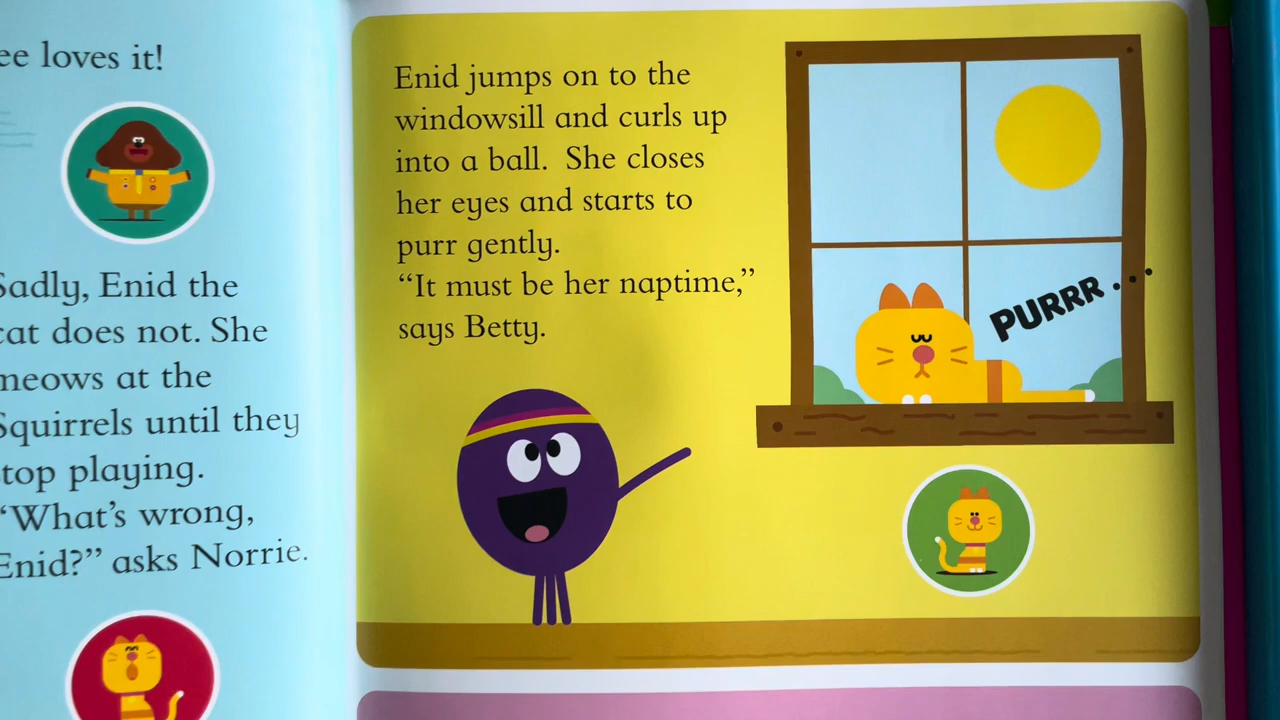 ee loves it!
Sadly, Enid the
cat does not. She
meows at the
Squirrels until they
stop playing.
“What’s wrong,
Enid?” asks Norrie.
Enid jumps on to the
windowsill and curls up
into a ball. She closes
her eyes and starts to
purr gently.
“It must be her naptime,”
says Betty.
PURRR...